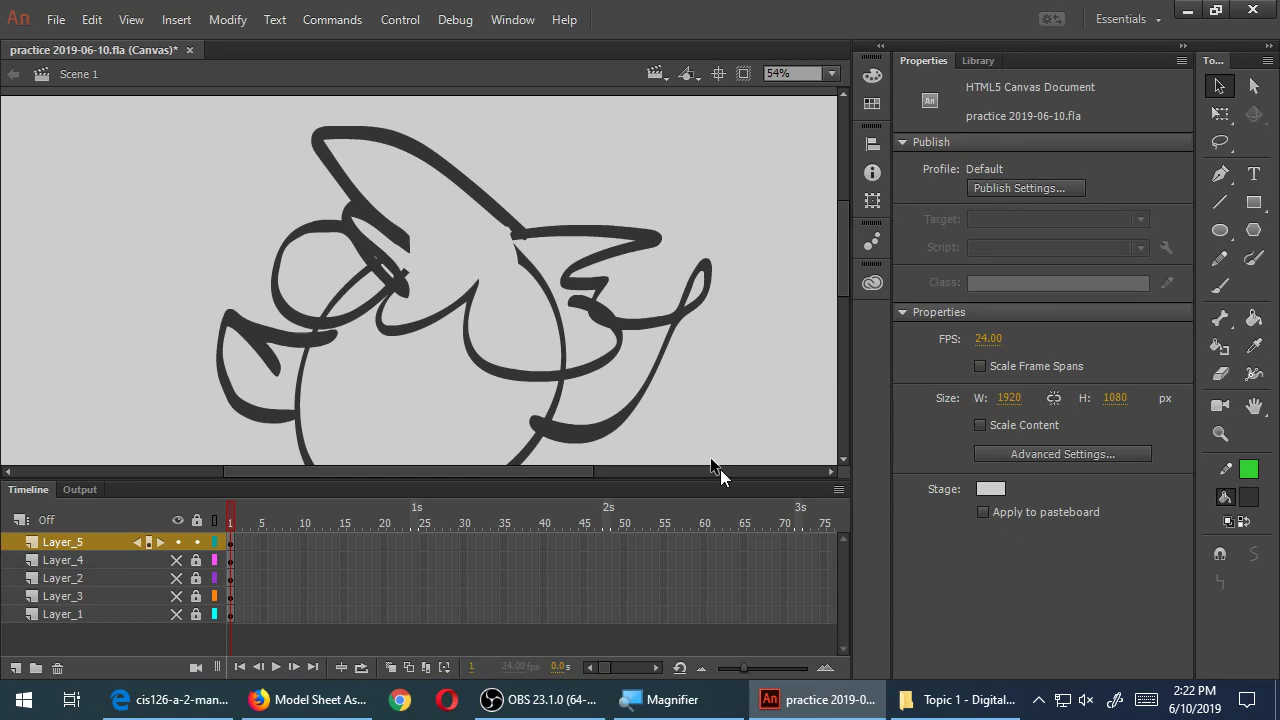 An File Edit View Insert Modify Text Commands Control Debug Window Help Essentials
practice 2019-06-10.fla (Canvas)* ×
Scene 1
54%
Properties Library
To...
An HTML5 Canvas Document
practice 2019-06-10.fla
Publish
Profile: Default
Publish Settings...
Target:
Script:
Class:
Properties
FPS: 24.00
Scale Frame Spans
Size: W: 1920 H: 1080 px
Scale Content
Advanced Settings...
Stage:
Apply to pasteboard
Timeline Output
1s 2s 3s
Off 1 5 10 15 20 25 30 35 40 45 50 55 60 65 70 75
Layer_5
Layer_4
Layer_2
Layer_3
Layer_1
1 24.00 fps 0.0 s
cis126-a-2-man... Model Sheet As... OBS 23.1.0 (64-... Magnifier An practice 2019-0... Topic 1 - Digital...
2:22 PM
6/10/2019